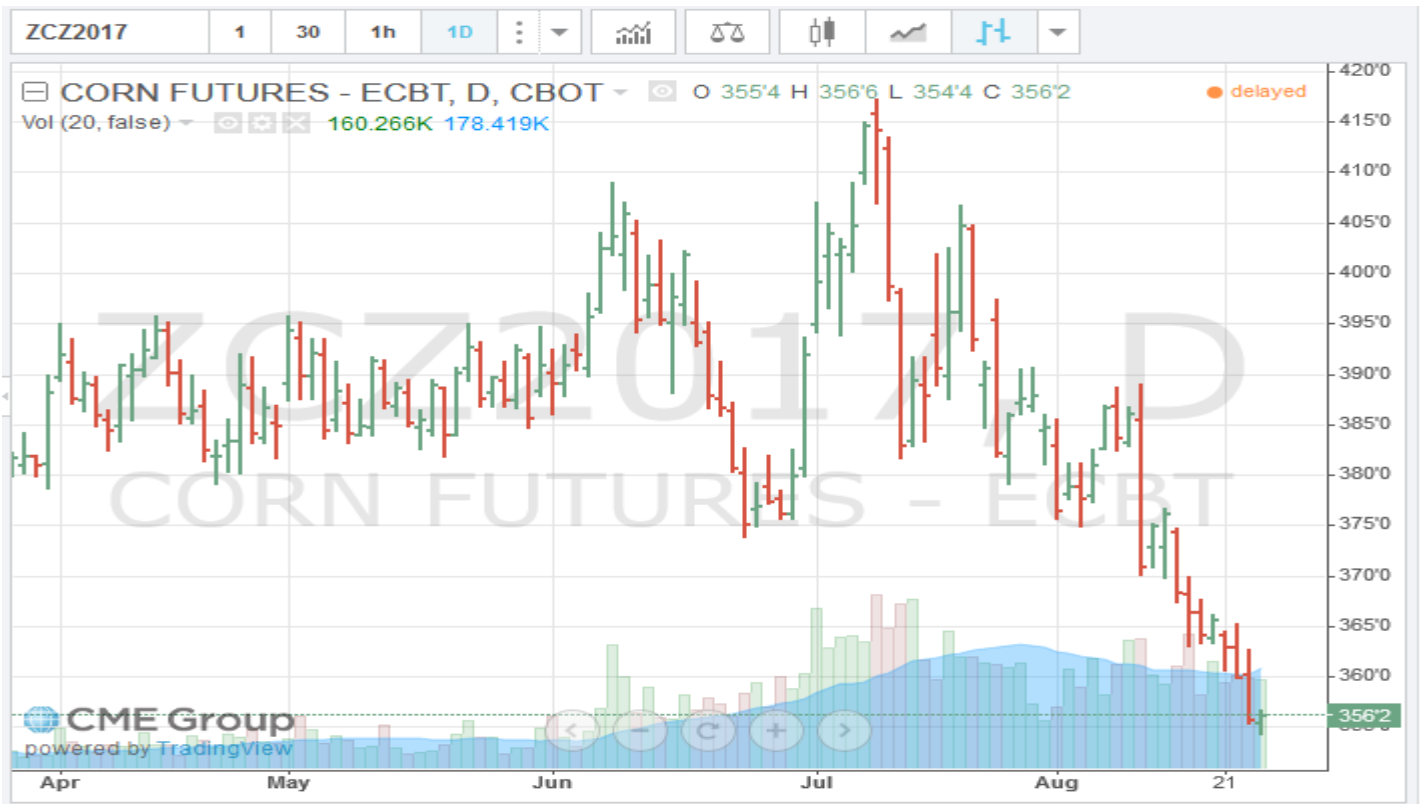 ZCZ2017 1 30 1h 1D
CORN FUTURES - ECBT, D, CBOT O 355'4 H 356'6 L 354'4 C 356'2 delayed
Vol (20, false) 160.266K 178.419K
420'0
415'0
410'0
405'0
400'0
395'0
390'0
385'0
380'0
375'0
370'0
365'0
360'0
356'2
ZCZ2017, D
CORN FUTURES - ECBT
CME Group
powered by TradingView
Apr May Jun Jul Aug 21